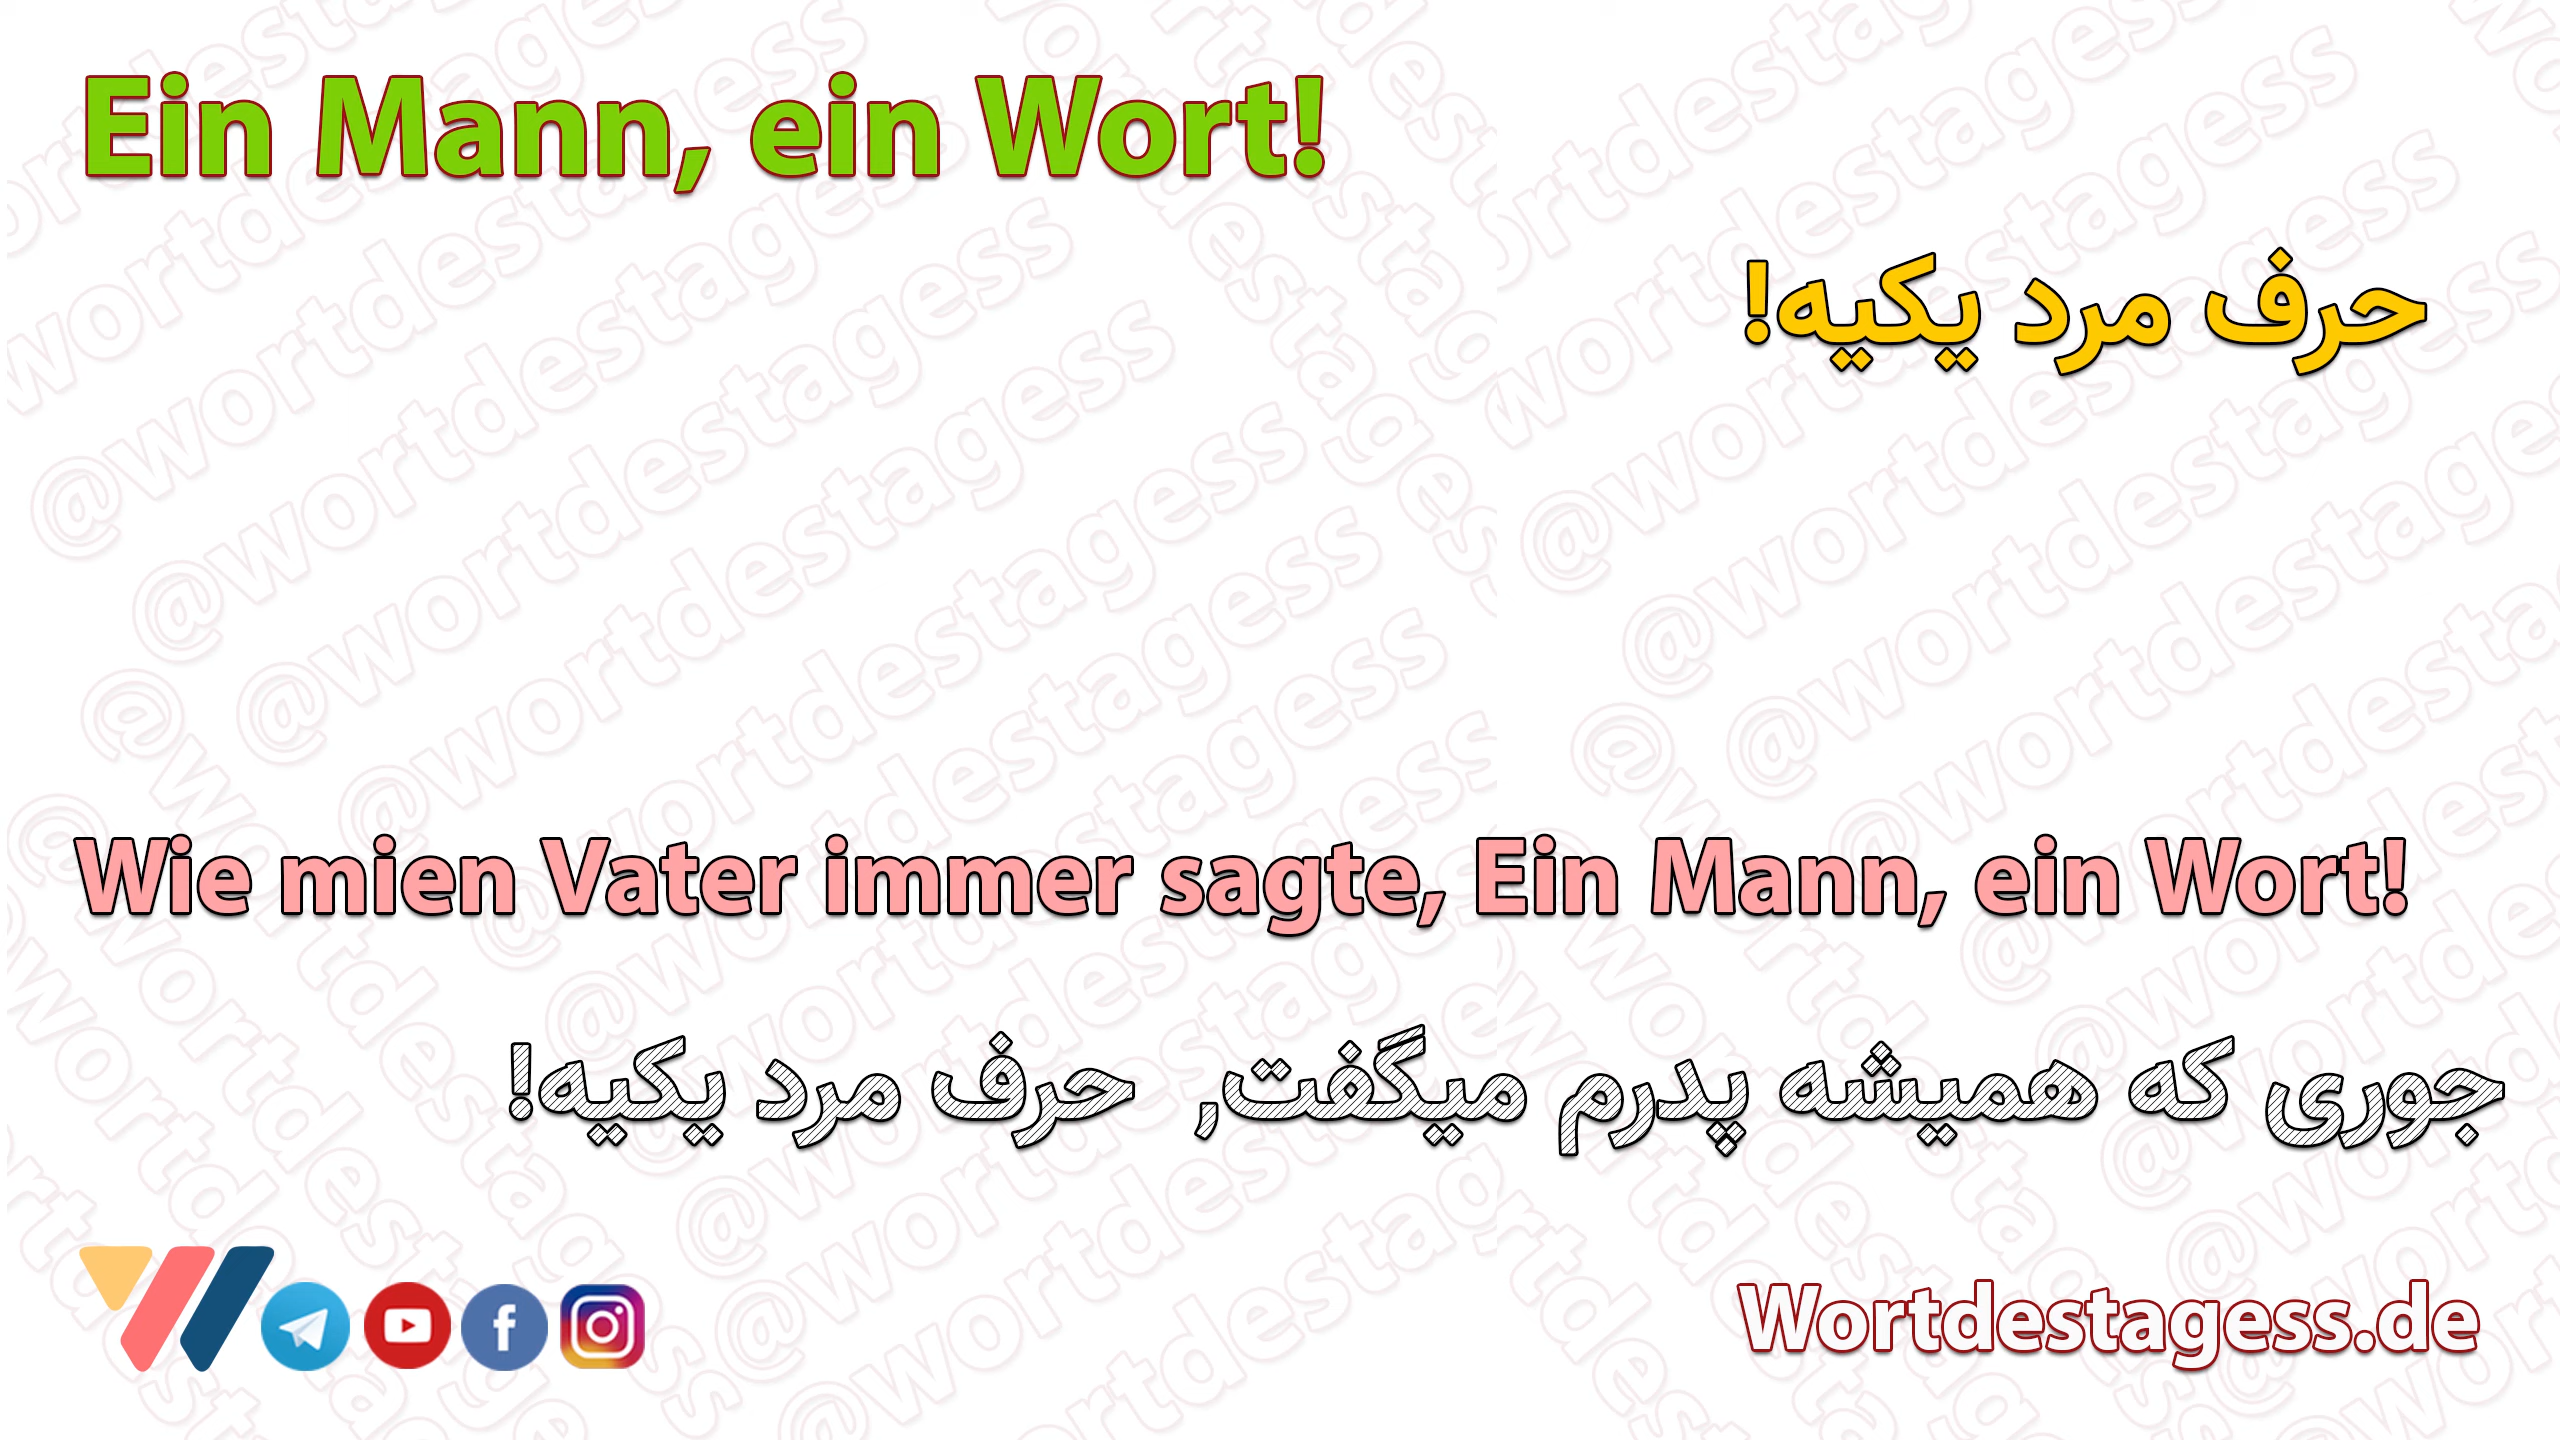 Ein Mann, ein Wort!
حرف مرد یکیه!
Wie mien Vater immer sagte, Ein Mann, ein Wort!
جوری که همیشه پدرم میگفت, حرف مرد یکیه!
Wortdestagess.de
@wortdestagess